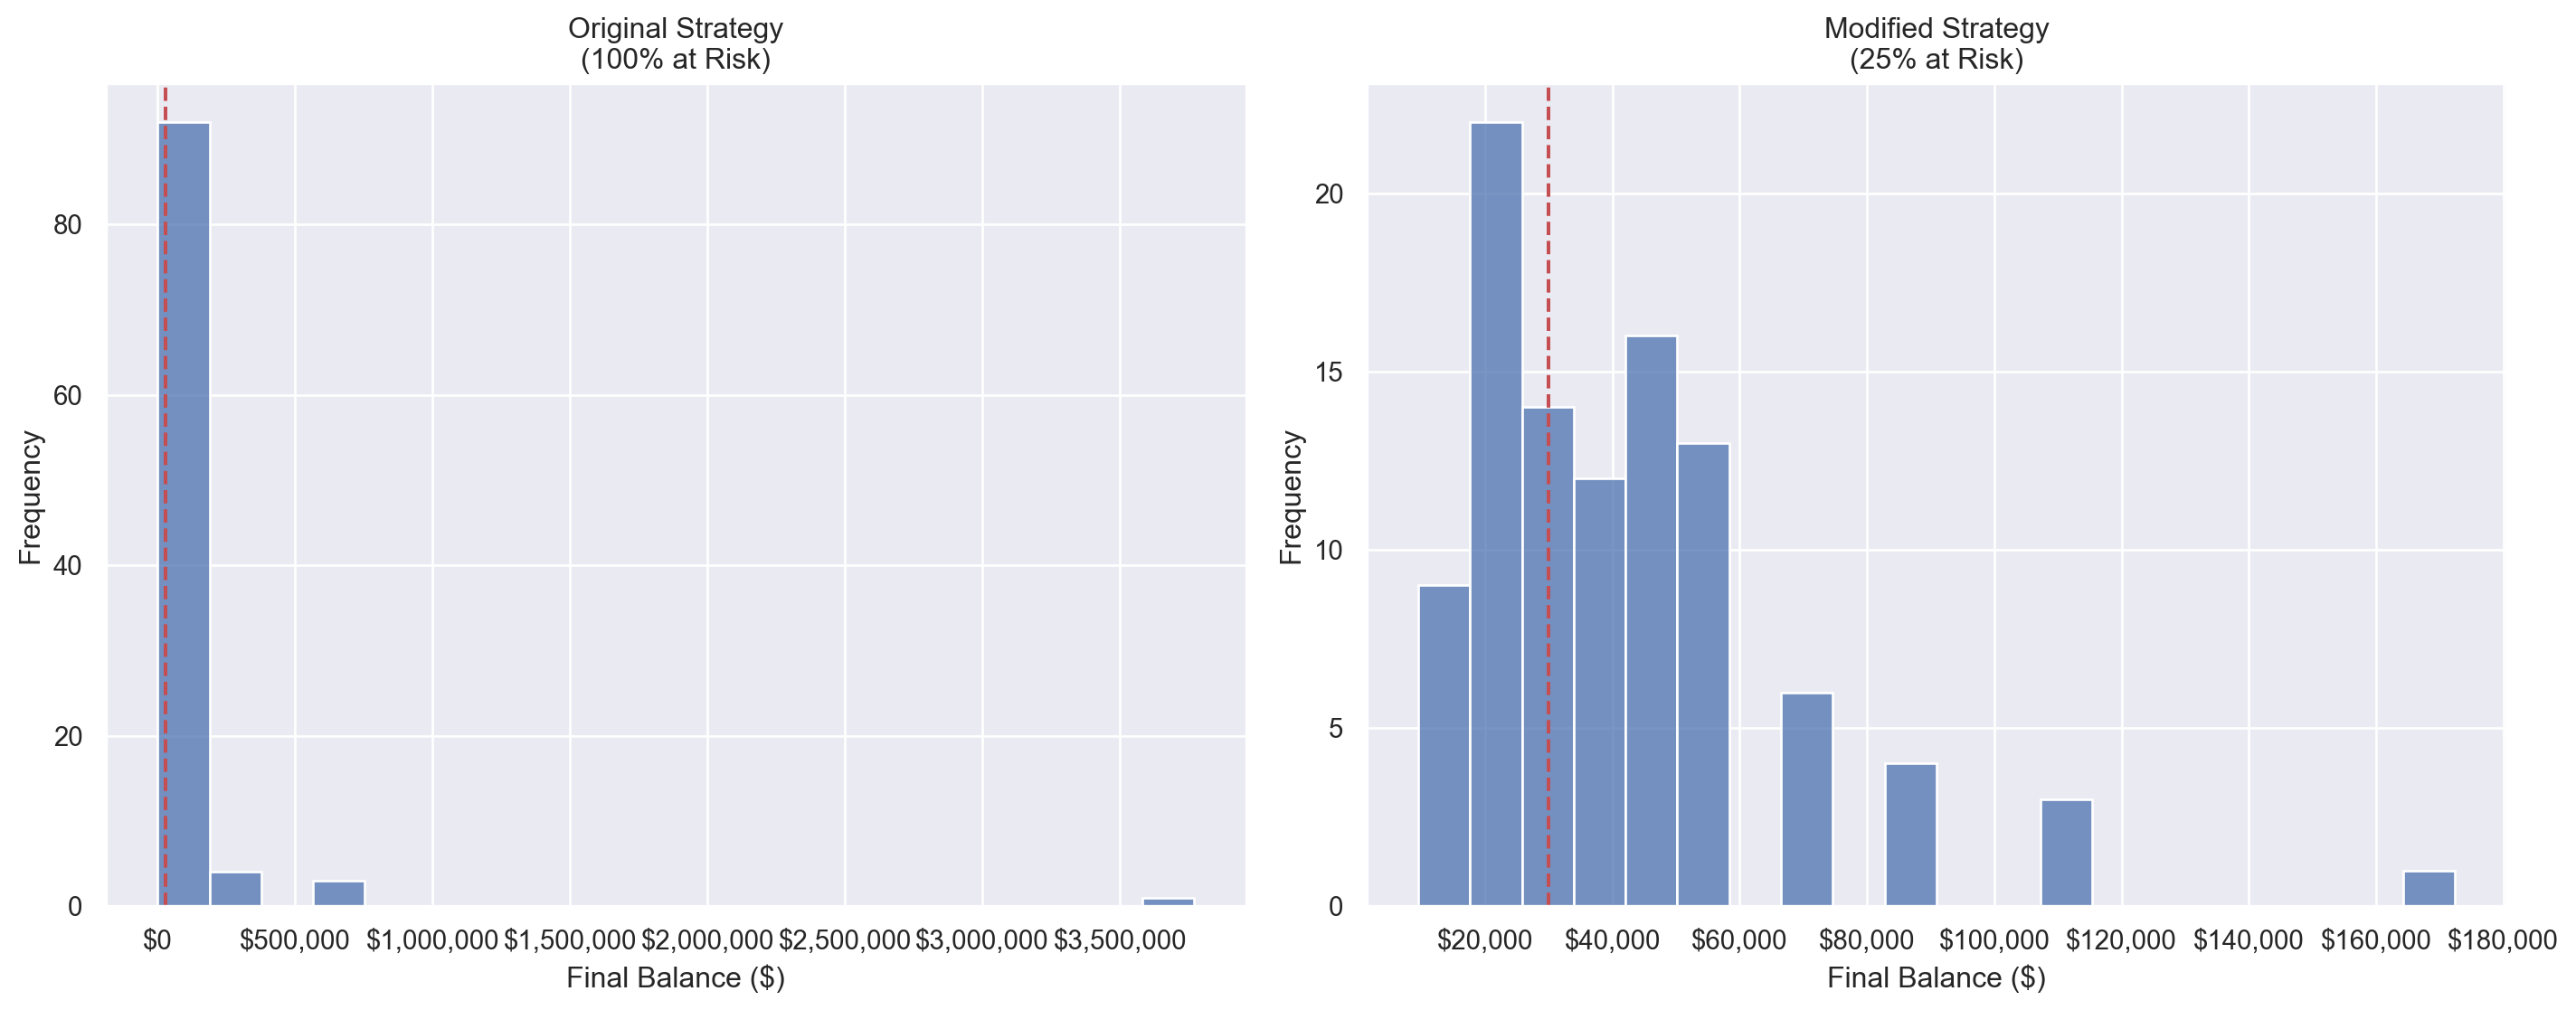 Original Strategy
(100% at Risk)
Frequency
80
60
40
20
0
$0 $500,000 $1,000,000 $1,500,000 $2,000,000 $2,500,000 $3,000,000 $3,500,000
Final Balance ($)
Modified Strategy
(25% at Risk)
Frequency
20
15
10
5
0
$20,000 $40,000 $60,000 $80,000 $100,000 $120,000 $140,000 $160,000 $180,000
Final Balance ($)